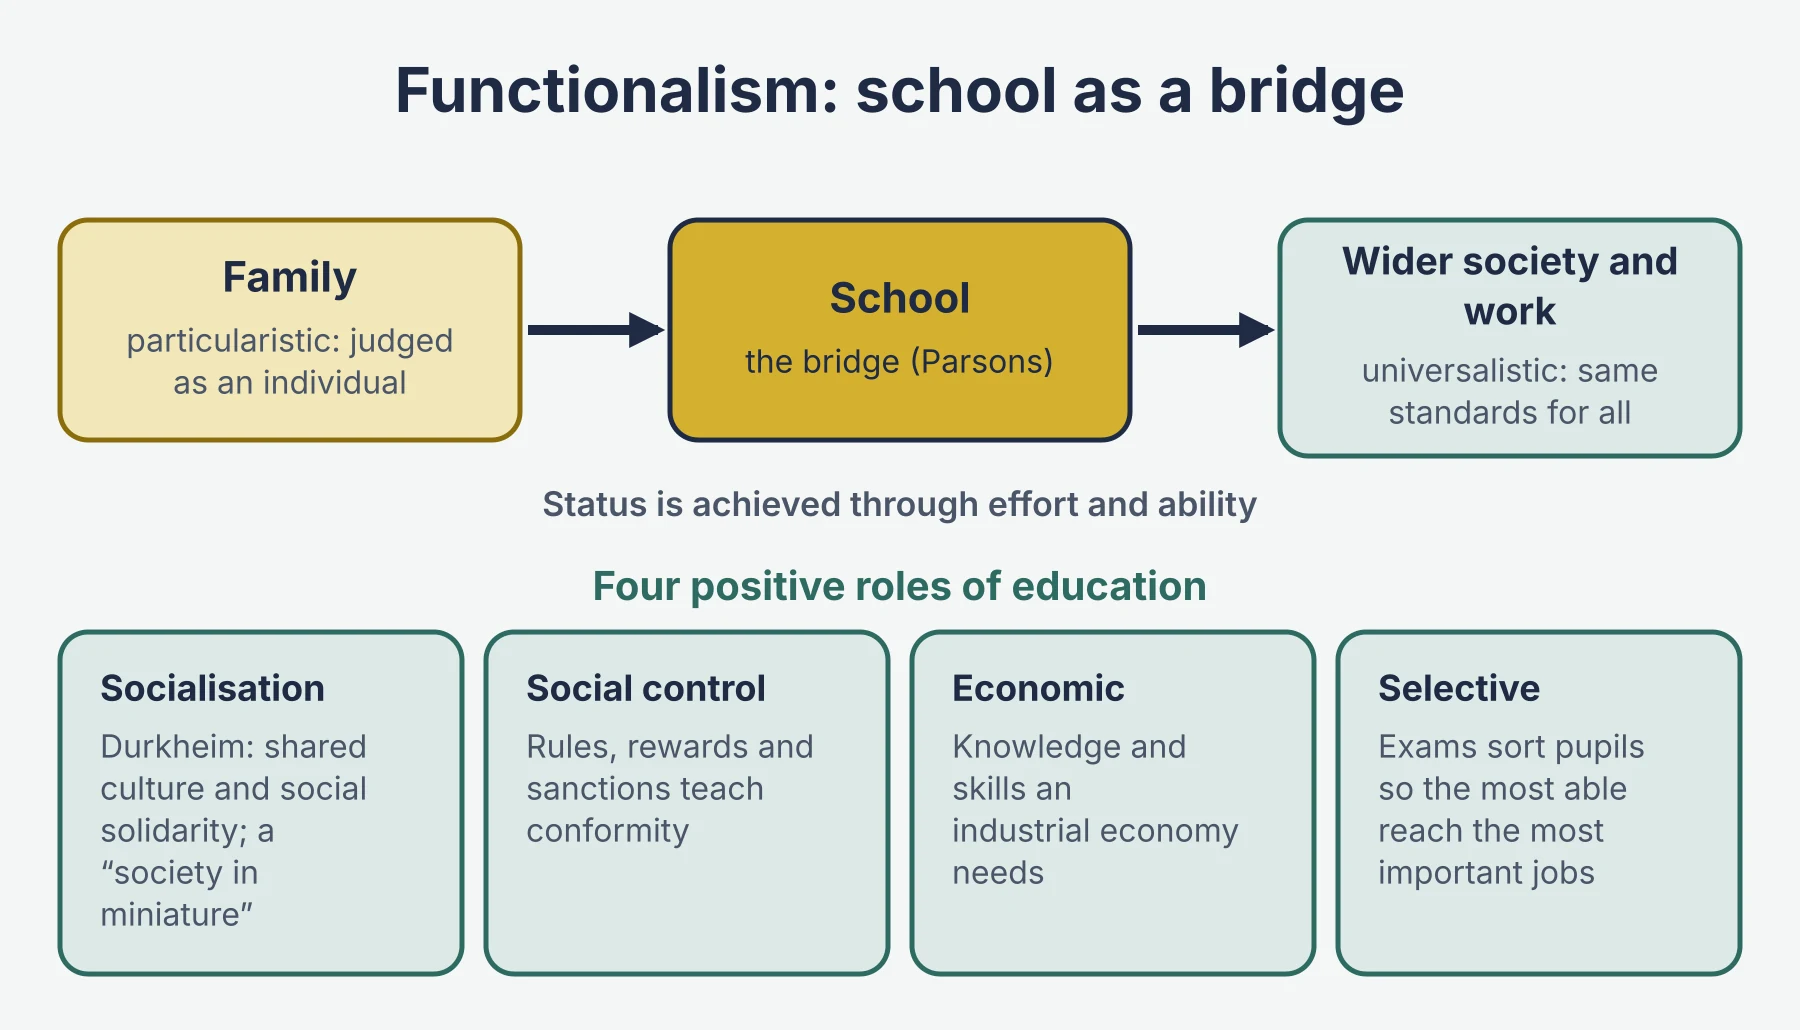 Functionalism: school as a bridge
Family
particularistic: judged
as an individual
School
the bridge (Parsons)
Wider society and
work
universalistic: same
standards for all
Status is achieved through effort and ability
Four positive roles of education
Socialisation
Durkheim: shared
culture and social
solidarity; a
“society in
miniature”
Social control
Rules, rewards and
sanctions teach
conformity
Economic
Knowledge and
skills an
industrial economy
needs
Selective
Exams sort pupils
so the most able
reach the most
important jobs